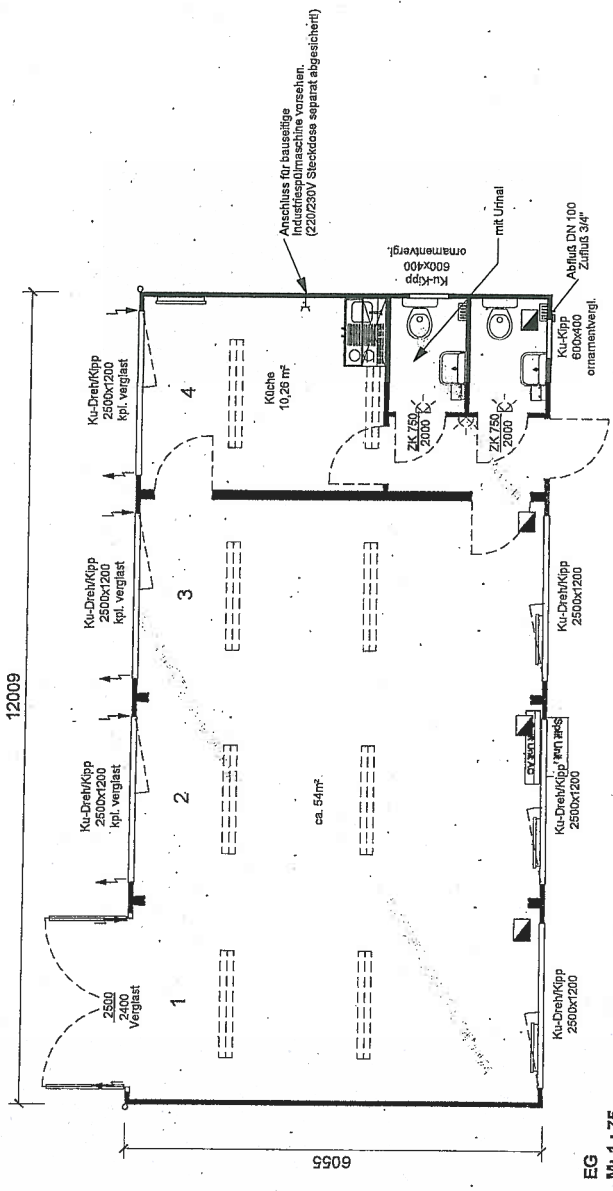 12009
6055
2500
2400
Verglast
Ku-Dreh/Kipp
2500x1200
kpl. verglast
Ku-Dreh/Kipp
2500x1200
kpl. verglast
Ku-Dreh/Kipp
2500x1200
kpl. verglast
1
2
3
4
Anschluss für bauseitige
Industriespülmaschine vorsehen.
(220/230V Steckdose separat abgesichert!)
Küche
10,26 m²
ca. 54m²
Ku-Kipp
600x400
ornamentvergl.
mit Urinal
ZK 750
2000
ZK 750
2000
Abfluß DN 100
Zufluß 3/4"
Ku-Kipp
600x400
ornamentvergl.
Split Unit
Unit AC
Ku-Dreh/Kipp
2500x1200
Ku-Dreh/Kipp
2500x1200
Ku-Dreh/Kipp
2500x1200
EG